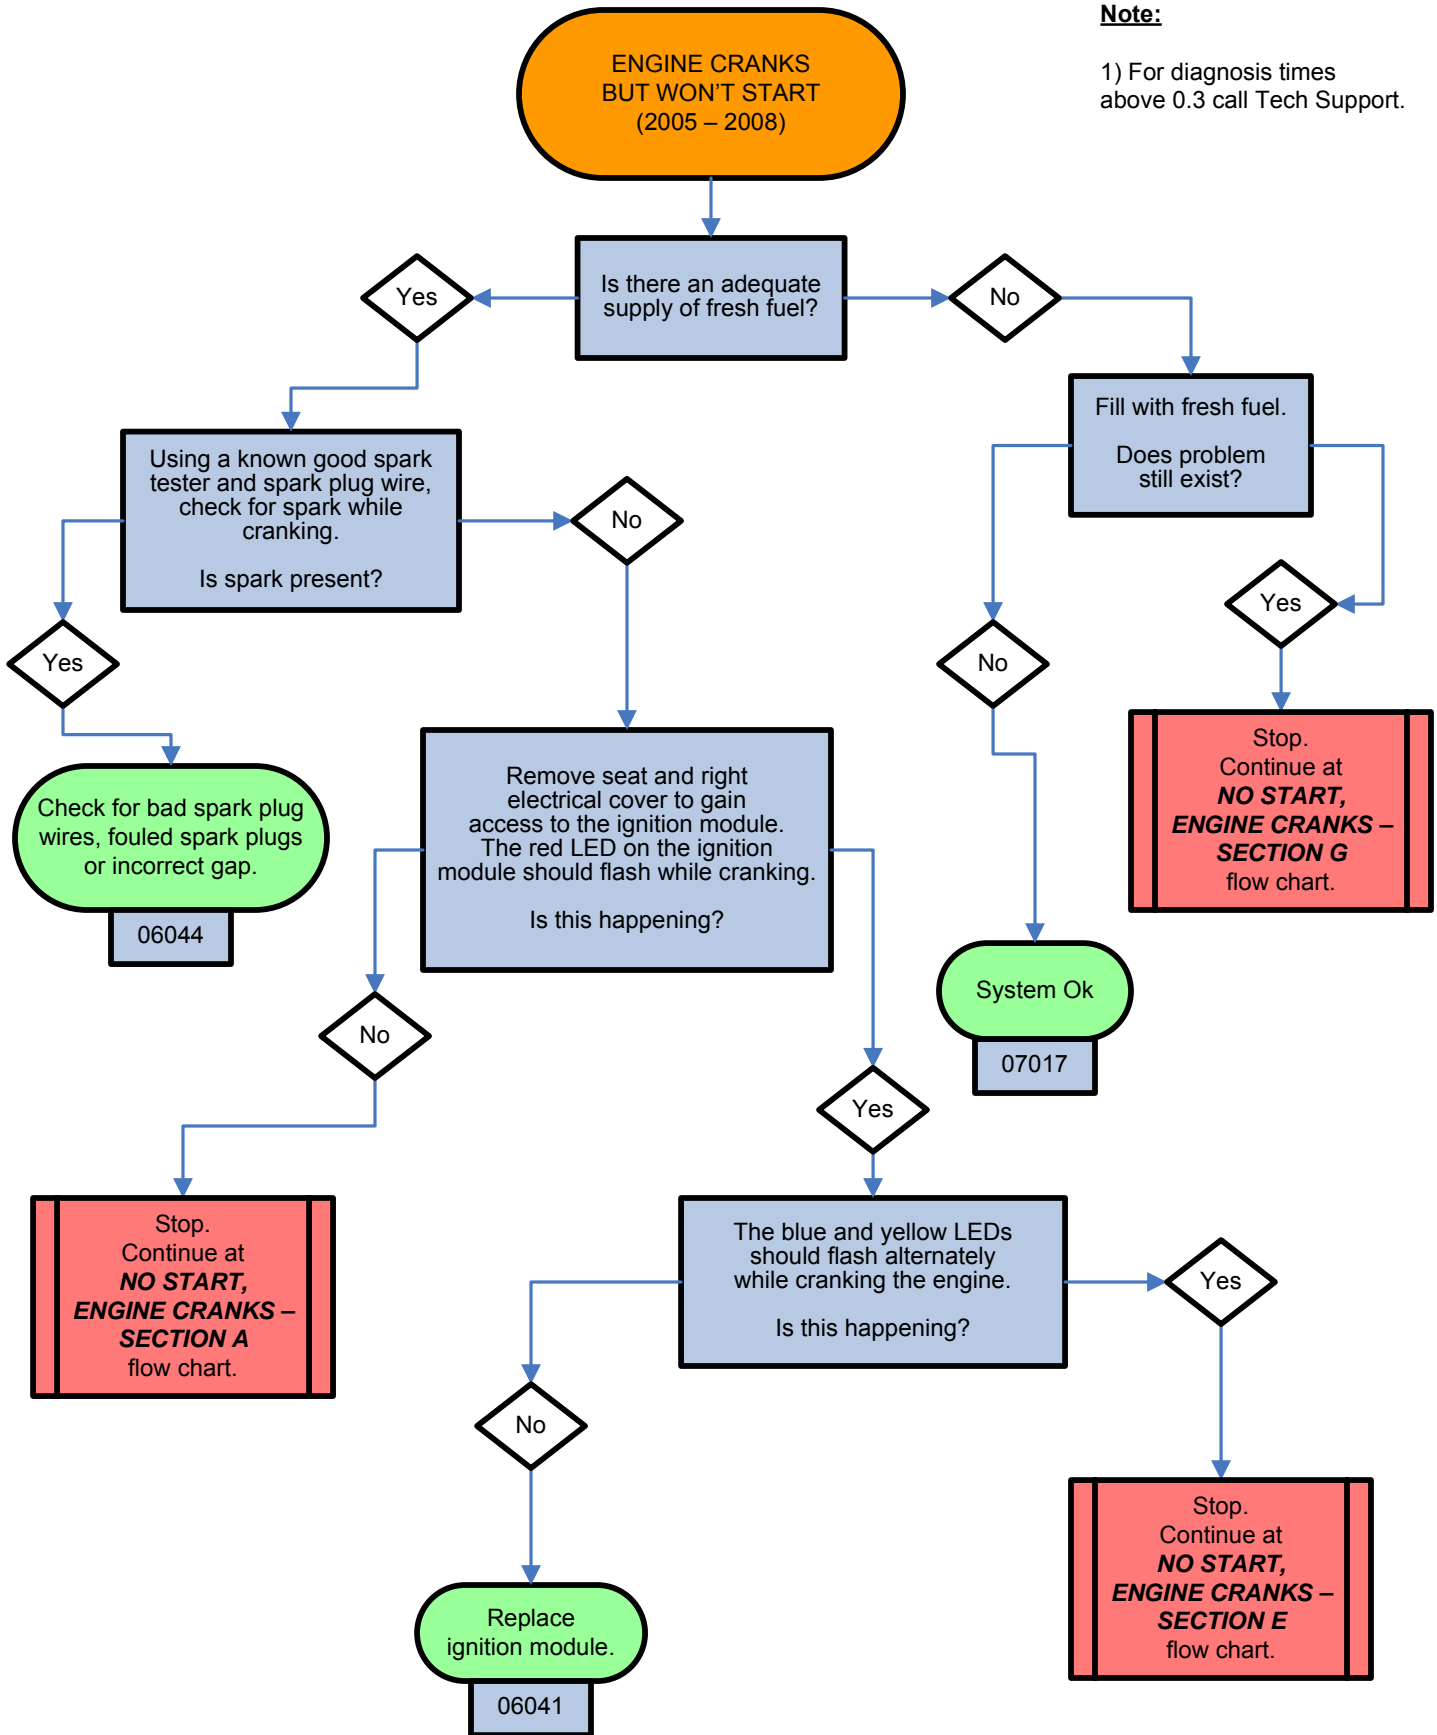 Note:
1) For diagnosis times
above 0.3 call Tech Support.
ENGINE CRANKS
BUT WON'T START
(2005 – 2008)
Is there an adequate
supply of fresh fuel?
Yes
No
Using a known good spark
tester and spark plug wire,
check for spark while
cranking.
Is spark present?
Fill with fresh fuel.
Does problem
still exist?
Yes
No
No
Yes
Check for bad spark plug
wires, fouled spark plugs
or incorrect gap.
06044
Remove seat and right
electrical cover to gain
access to the ignition module.
The red LED on the ignition
module should flash while cranking.
Is this happening?
System Ok
07017
Stop.
Continue at
NO START,
ENGINE CRANKS –
SECTION G
flow chart.
No
Yes
Stop.
Continue at
NO START,
ENGINE CRANKS –
SECTION A
flow chart.
The blue and yellow LEDs
should flash alternately
while cranking the engine.
Is this happening?
Yes
No
Replace
ignition module.
06041
Stop.
Continue at
NO START,
ENGINE CRANKS –
SECTION E
flow chart.